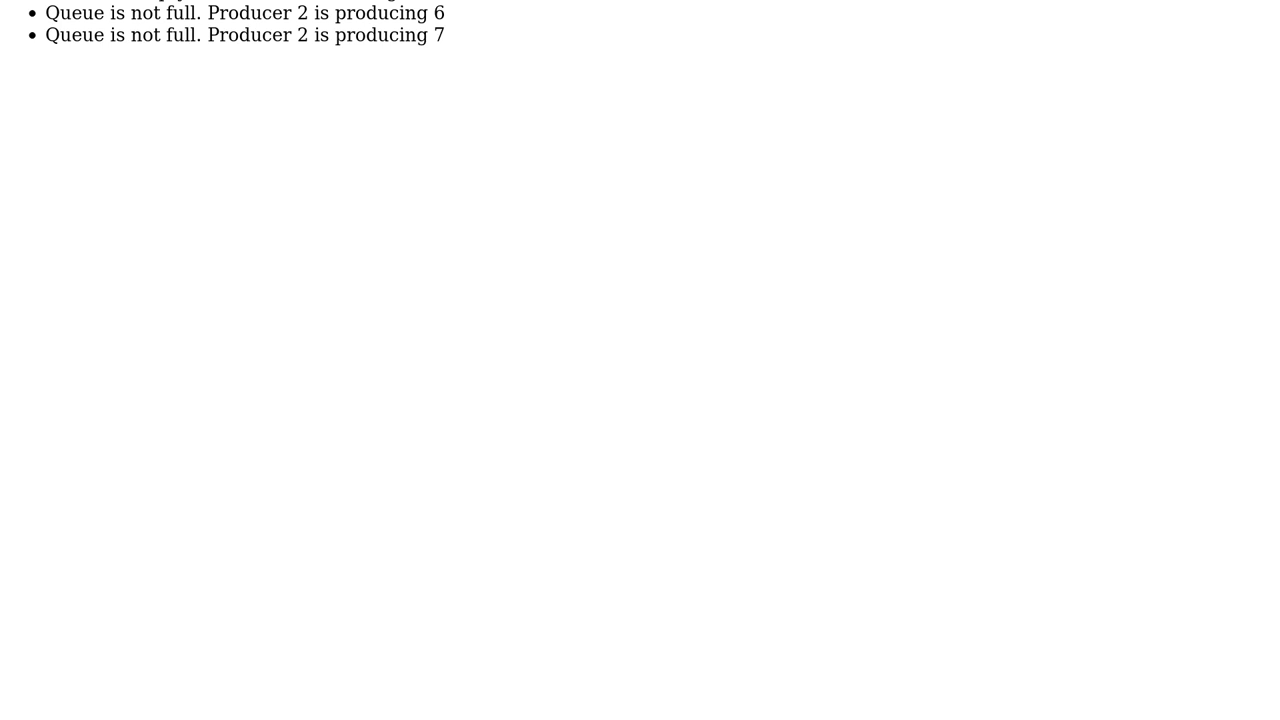 Queue is not full. Producer 2 is producing 6
Queue is not full. Producer 2 is producing 7